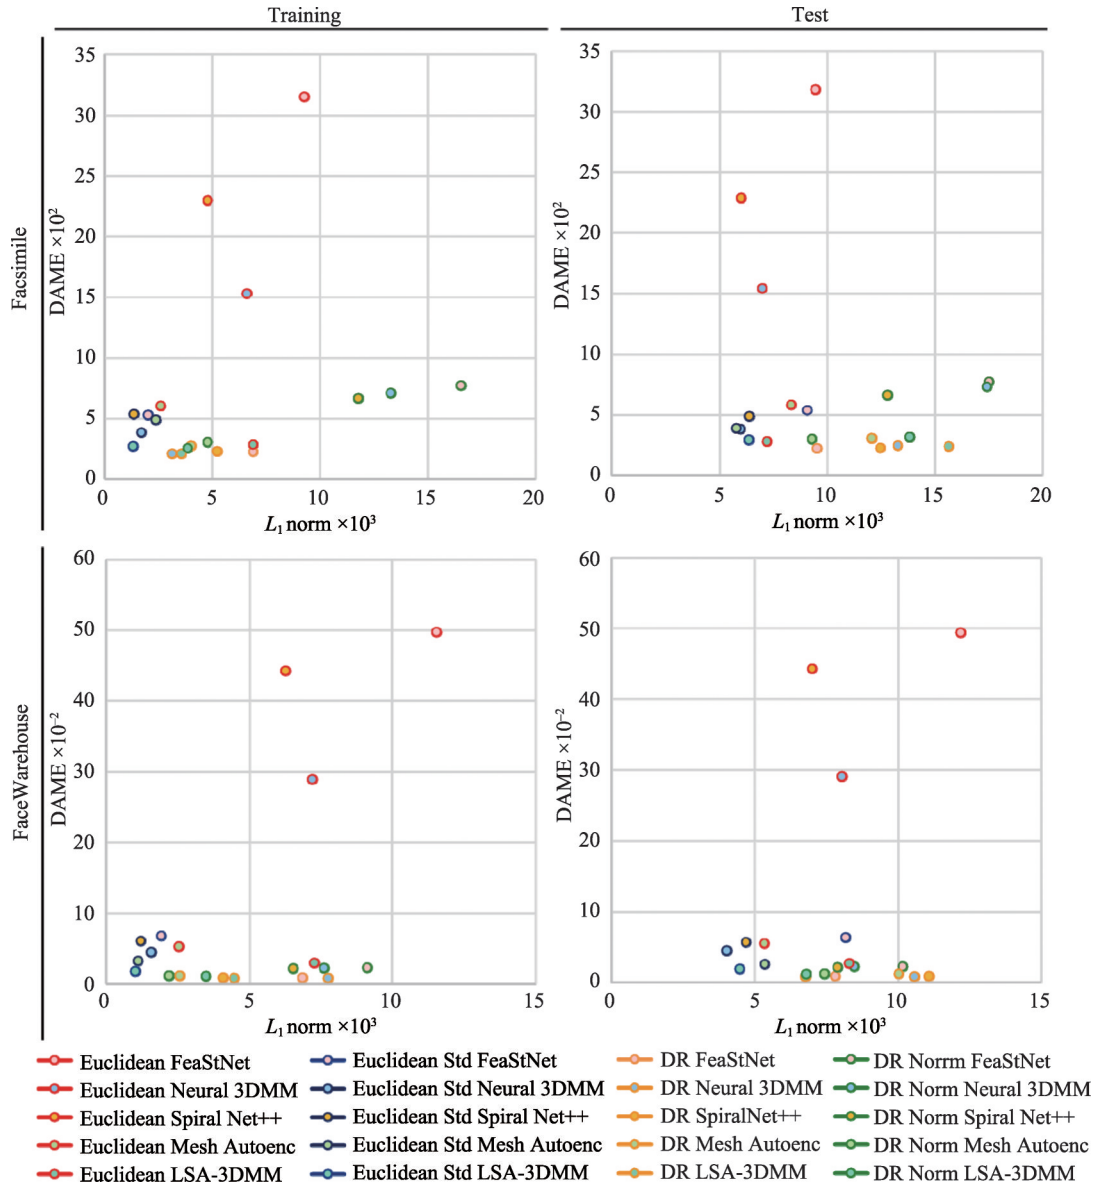 Training
Test
Facsimile
DAME ×10²
35
30
25
20
15
10
5
0
0 5 10 15 20
L₁ norm ×10³
DAME ×10²
35
30
25
20
15
10
5
0
0 5 10 15 20
L₁ norm ×10³
FaceWarehouse
DAME ×10⁻²
60
50
40
30
20
10
0
0 5 10 15
L₁ norm ×10³
DAME ×10⁻²
60
50
40
30
20
10
0
0 5 10 15
L₁ norm ×10³
Euclidean FeaStNet
Euclidean Neural 3DMM
Euclidean Spiral Net++
Euclidean Mesh Autoenc
Euclidean LSA-3DMM
Euclidean Std FeaStNet
Euclidean Std Neural 3DMM
Euclidean Std Spiral Net++
Euclidean Std Mesh Autoenc
Euclidean Std LSA-3DMM
DR FeaStNet
DR Neural 3DMM
DR SpiralNet++
DR Mesh Autoenc
DR LSA-3DMM
DR Norrm FeaStNet
DR Norm Neural 3DMM
DR Norm Spiral Net++
DR Norm Mesh Autoenc
DR Norm LSA-3DMM